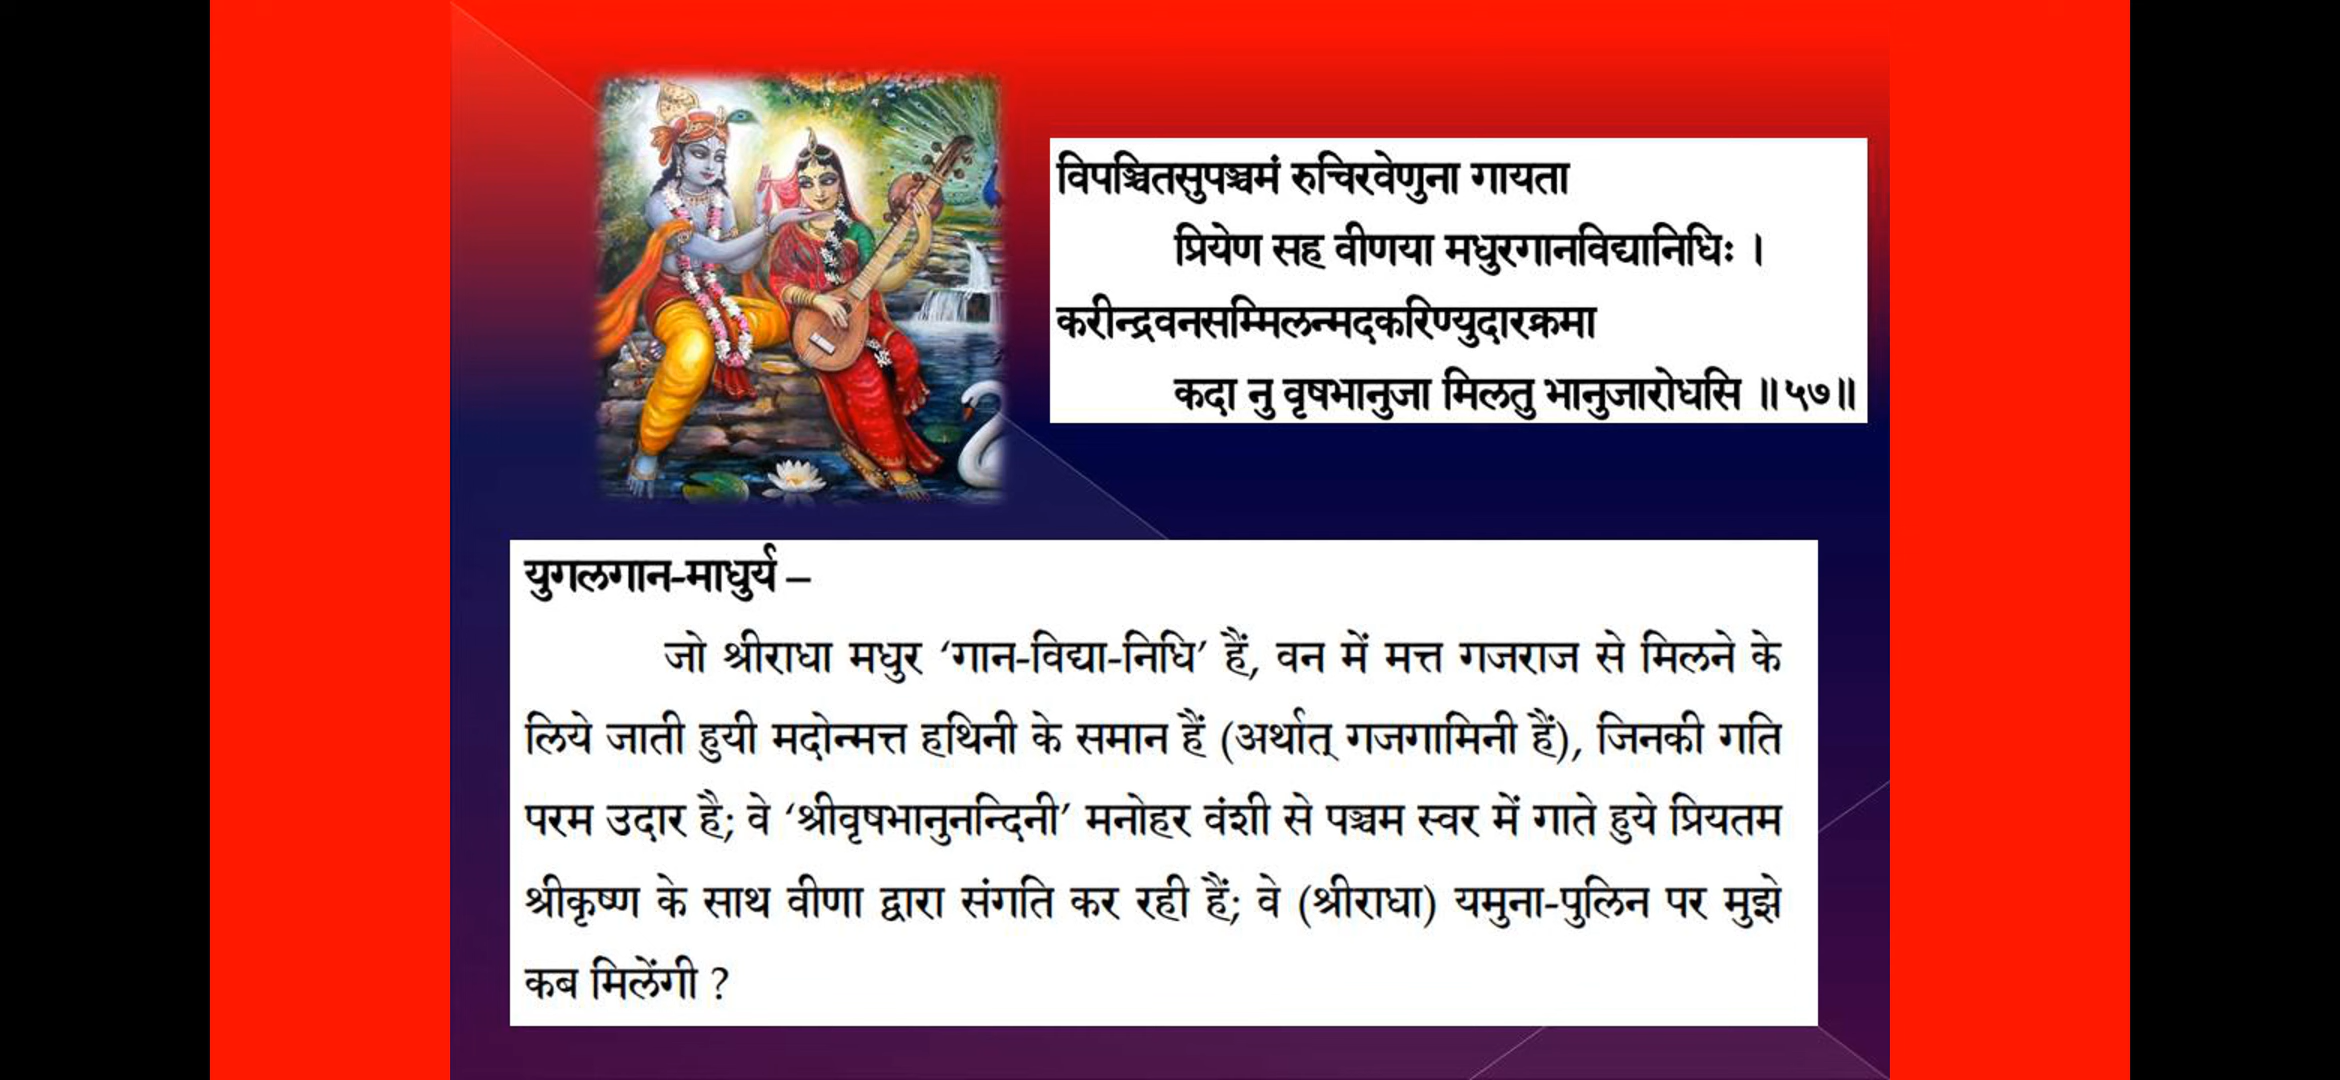 विपञ्चितसुपञ्चमं रुचिरवेणुना गायता
प्रियेण सह वीणया मधुरगानविद्यानिधिः ।
करीन्द्रवनसम्मिलन्मदकरिण्युदारक्रमा
कदा नु वृषभानुजा मिलतु भानुजारोधसि ॥५७॥
युगलगान-माधुर्य –
जो श्रीराधा मधुर ‘गान-विद्या-निधि’ हैं, वन में मत्त गजराज से मिलने के
लिये जाती हुयी मदोन्मत्त हथिनी के समान हैं (अर्थात् गजगामिनी हैं), जिनकी गति
परम उदार है; वे ‘श्रीवृषभानुनन्दिनी’ मनोहर वंशी से पञ्चम स्वर में गाते हुये प्रियतम
श्रीकृष्ण के साथ वीणा द्वारा संगति कर रही हैं; वे (श्रीराधा) यमुना-पुलिन पर मुझे
कब मिलेंगी ?